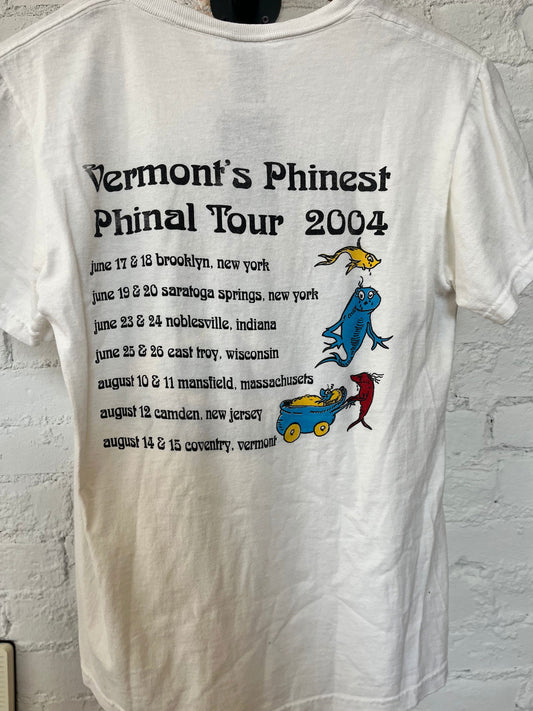 Vermont's Phinest
Phinal Tour 2004
june 17 & 18 brooklyn, new york
june 19 & 20 saratoga springs, new york
june 23 & 24 noblesville, indiana
june 25 & 26 east troy, wisconsin
august 10 & 11 mansfield, massachusets
august 12 camden, new jersey
august 14 & 15 coventry, vermont